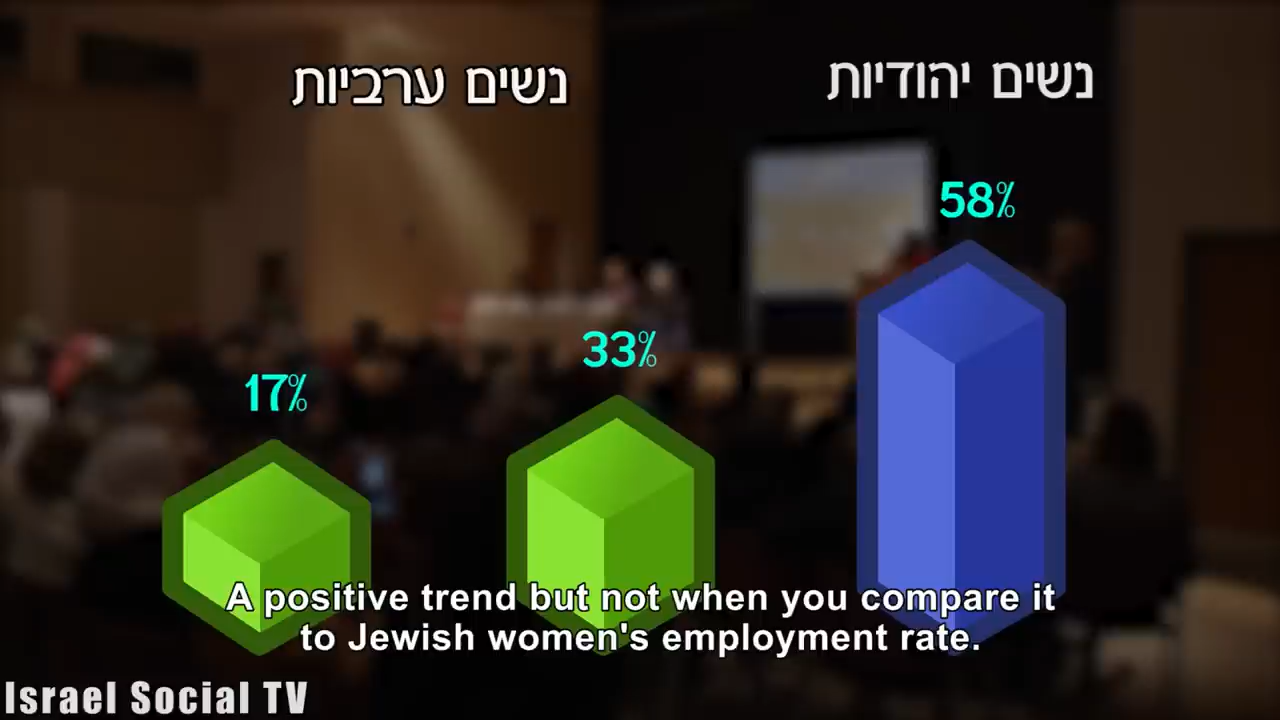 נשים יהודיות
נשים ערביות
58%
33%
17%
A positive trend but not when you compare it
to Jewish women's employment rate.
Israel Social TV